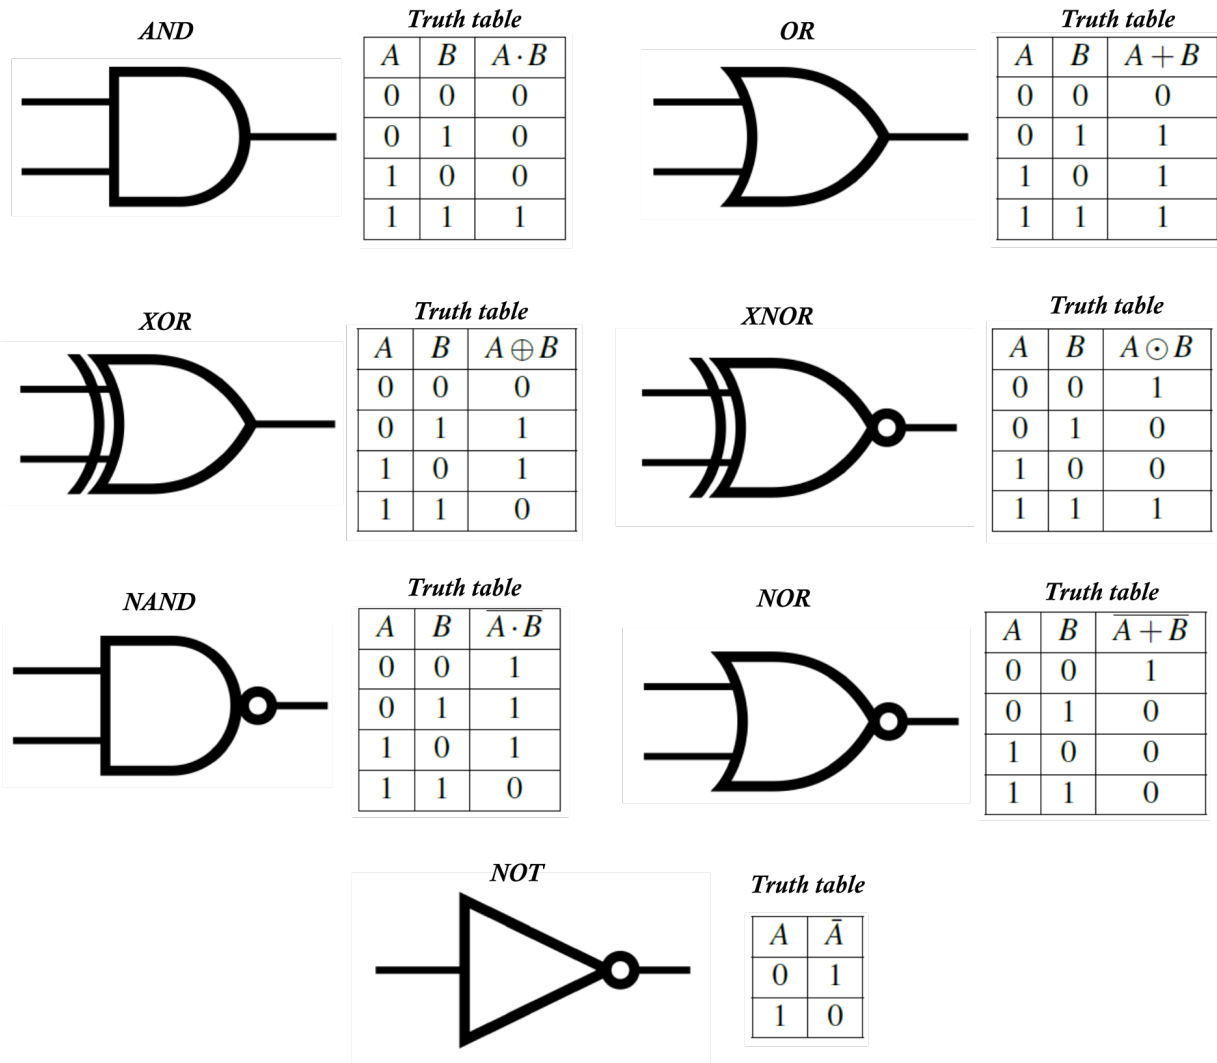 AND
Truth table
A B A · B
0 0 0
0 1 0
1 0 0
1 1 1
OR
Truth table
A B A + B
0 0 0
0 1 1
1 0 1
1 1 1
XOR
Truth table
A B A ⊕ B
0 0 0
0 1 1
1 0 1
1 1 0
XNOR
Truth table
A B A ⊙ B
0 0 1
0 1 0
1 0 0
1 1 1
NAND
Truth table
A B A̅ ̅·̅ ̅B̅
0 0 1
0 1 1
1 0 1
1 1 0
NOR
Truth table
A B A̅ ̅+̅ ̅B̅
0 0 1
0 1 0
1 0 0
1 1 0
NOT
Truth table
A Ā
0 1
1 0